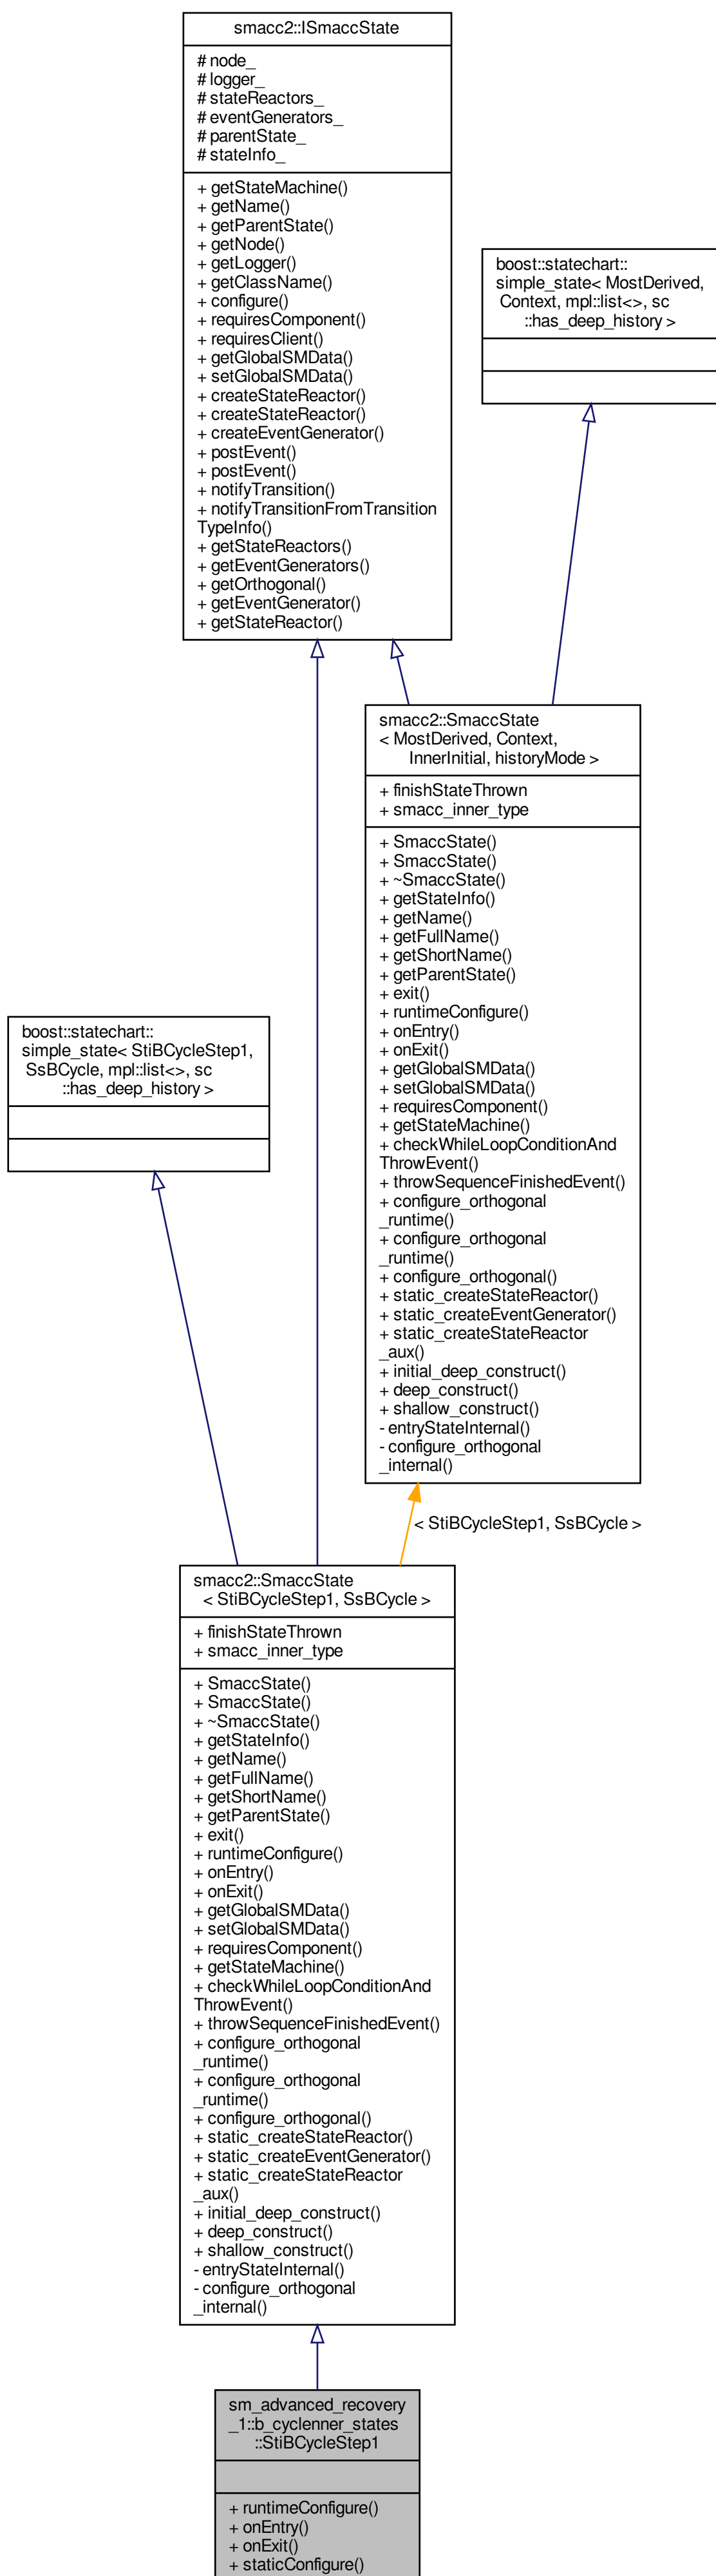 smacc2::ISmaccState
# node_
# logger_
# stateReactors_
# eventGenerators_
# parentState_
# stateInfo_
+ getStateMachine()
+ getName()
+ getParentState()
+ getNode()
+ getLogger()
+ getClassName()
+ configure()
+ requiresComponent()
+ requiresClient()
+ getGlobalSMData()
+ setGlobalSMData()
+ createStateReactor()
+ createStateReactor()
+ createEventGenerator()
+ postEvent()
+ postEvent()
+ notifyTransition()
+ notifyTransitionFromTransition
TypeInfo()
+ getStateReactors()
+ getEventGenerators()
+ getOrthogonal()
+ getEventGenerator()
+ getStateReactor()
boost::statechart::
simple_state< MostDerived,
Context, mpl::list<>, sc
::has_deep_history >
smacc2::SmaccState
< MostDerived, Context,
InnerInitial, historyMode >
+ finishStateThrown
+ smacc_inner_type
+ SmaccState()
+ SmaccState()
+ ~SmaccState()
+ getStateInfo()
+ getName()
+ getFullName()
+ getShortName()
+ getParentState()
+ exit()
+ runtimeConfigure()
+ onEntry()
+ onExit()
+ getGlobalSMData()
+ setGlobalSMData()
+ requiresComponent()
+ getStateMachine()
+ checkWhileLoopConditionAnd
ThrowEvent()
+ throwSequenceFinishedEvent()
+ configure_orthogonal
_runtime()
+ configure_orthogonal
_runtime()
+ configure_orthogonal()
+ static_createStateReactor()
+ static_createEventGenerator()
+ static_createStateReactor
_aux()
+ initial_deep_construct()
+ deep_construct()
+ shallow_construct()
- entryStateInternal()
- configure_orthogonal
_internal()
boost::statechart::
simple_state< StiBCycleStep1,
SsBCycle, mpl::list<>, sc
::has_deep_history >
< StiBCycleStep1, SsBCycle >
smacc2::SmaccState
< StiBCycleStep1, SsBCycle >
+ finishStateThrown
+ smacc_inner_type
+ SmaccState()
+ SmaccState()
+ ~SmaccState()
+ getStateInfo()
+ getName()
+ getFullName()
+ getShortName()
+ getParentState()
+ exit()
+ runtimeConfigure()
+ onEntry()
+ onExit()
+ getGlobalSMData()
+ setGlobalSMData()
+ requiresComponent()
+ getStateMachine()
+ checkWhileLoopConditionAnd
ThrowEvent()
+ throwSequenceFinishedEvent()
+ configure_orthogonal
_runtime()
+ configure_orthogonal
_runtime()
+ configure_orthogonal()
+ static_createStateReactor()
+ static_createEventGenerator()
+ static_createStateReactor
_aux()
+ initial_deep_construct()
+ deep_construct()
+ shallow_construct()
- entryStateInternal()
- configure_orthogonal
_internal()
sm_advanced_recovery
_1::b_cyclenner_states
::StiBCycleStep1
+ runtimeConfigure()
+ onEntry()
+ onExit()
+ staticConfigure()